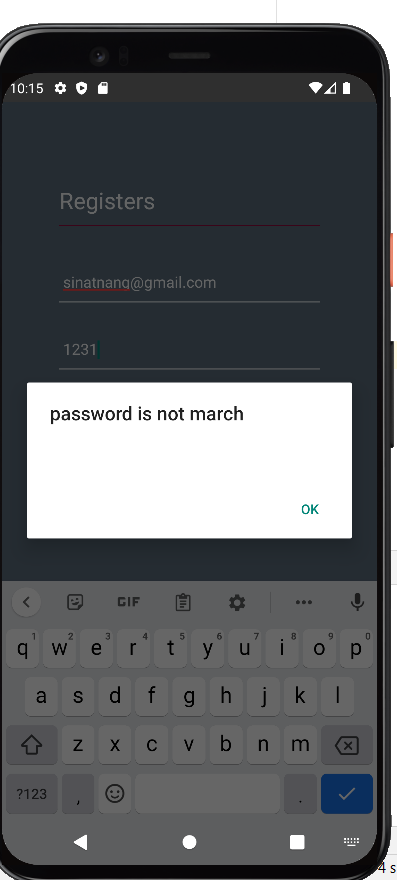 10:15
Registers
sinatnang@gmail.com
1231
password is not march
OK
GIF
q1 w2 e3 r4 t5 y6 u7 i8 o9 p0
a s d f g h j k l
z x c v b n m
?123 , .
4 s